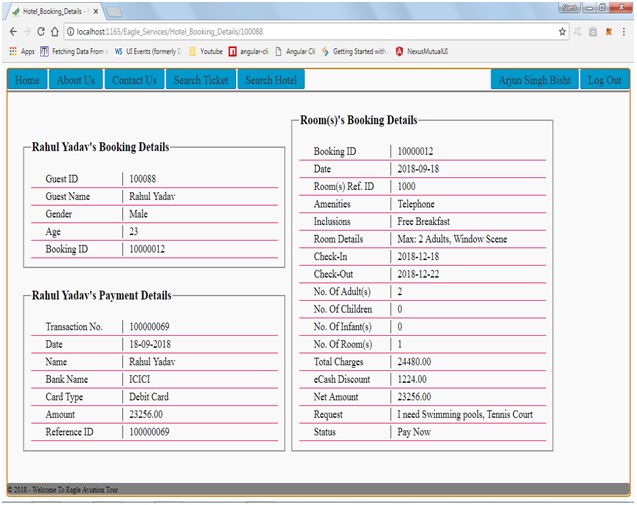 Hotel_Booking_Details -
localhost:1165/Eagle_Services/Hotel_Booking_Details/100088
Apps Fetching Data From UI Events (formerly D Youtube angular-cli Angular Cli Getting Started with NexusMutualUI
Home About Us Contact Us Search Ticket Search Hotel Arjun Singh Bisht Log Out
Rahul Yadav's Booking Details
Guest ID 100088
Guest Name Rahul Yadav
Gender Male
Age 23
Booking ID 10000012
Rahul Yadav's Payment Details
Transaction No. 100000069
Date 18-09-2018
Name Rahul Yadav
Bank Name ICICI
Card Type Debit Card
Amount 23256.00
Reference ID 100000069
Room(s)'s Booking Details
Booking ID 10000012
Date 2018-09-18
Room(s) Ref. ID 1000
Amenities Telephone
Inclusions Free Breakfast
Room Details Max: 2 Adults, Window Scene
Check-In 2018-12-18
Check-Out 2018-12-22
No. Of Adult(s) 2
No. Of Children 0
No. Of Infant(s) 0
No. Of Room(s) 1
Total Charges 24480.00
eCash Discount 1224.00
Net Amount 23256.00
Request I need Swimming pools, Tennis Court
Status Pay Now
© 2018 - Welcome To Eagle Aviation Tour